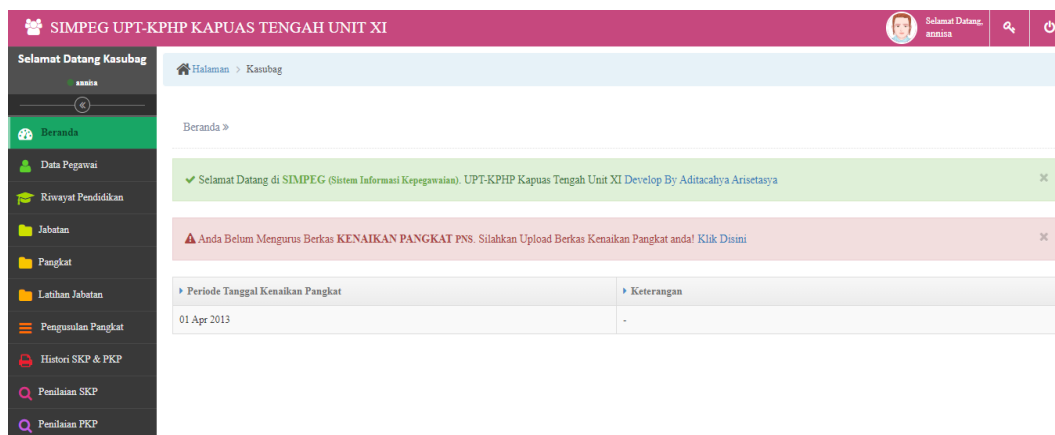 SIMPEG UPT-KPHP KAPUAS TENGAH UNIT XI
Selamat Datang,
annisa
Selamat Datang Kasubag
annisa
Halaman > Kasubag
Beranda
Data Pegawai
Riwayat Pendidikan
Jabatan
Pangkat
Latihan Jabatan
Pengusulan Pangkat
Histori SKP & PKP
Penilaian SKP
Penilaian PKP
Beranda »
Selamat Datang di SIMPEG (Sistem Informasi Kepegawaian). UPT-KPHP Kapuas Tengah Unit XI Develop By Aditacahya Arisetasya ×
Anda Belum Mengurus Berkas KENAIKAN PANGKAT PNS. Silahkan Upload Berkas Kenaikan Pangkat anda! Klik Disini ×
Periode Tanggal Kenaikan Pangkat Keterangan
01 Apr 2013 -